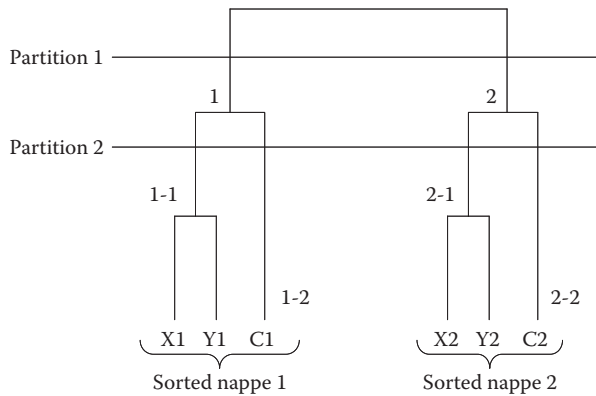 Partition 1
1 2
Partition 2
1-1 2-1
1-2 2-2
X1 Y1 C1 X2 Y2 C2
Sorted nappe 1 Sorted nappe 2